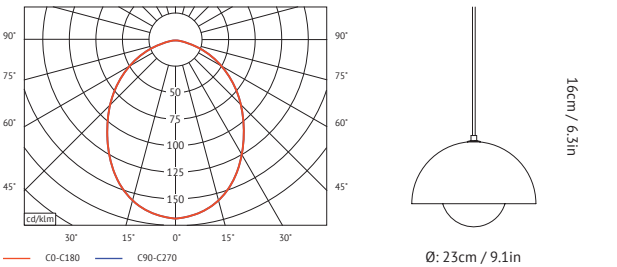 90° 90°
75° 75°
50
60° 75 60°
100
125
45° 150 45°
cd/klm
30° 15° 0° 15° 30°
C0-C180 C90-C270
16cm / 6.3in
Ø: 23cm / 9.1in